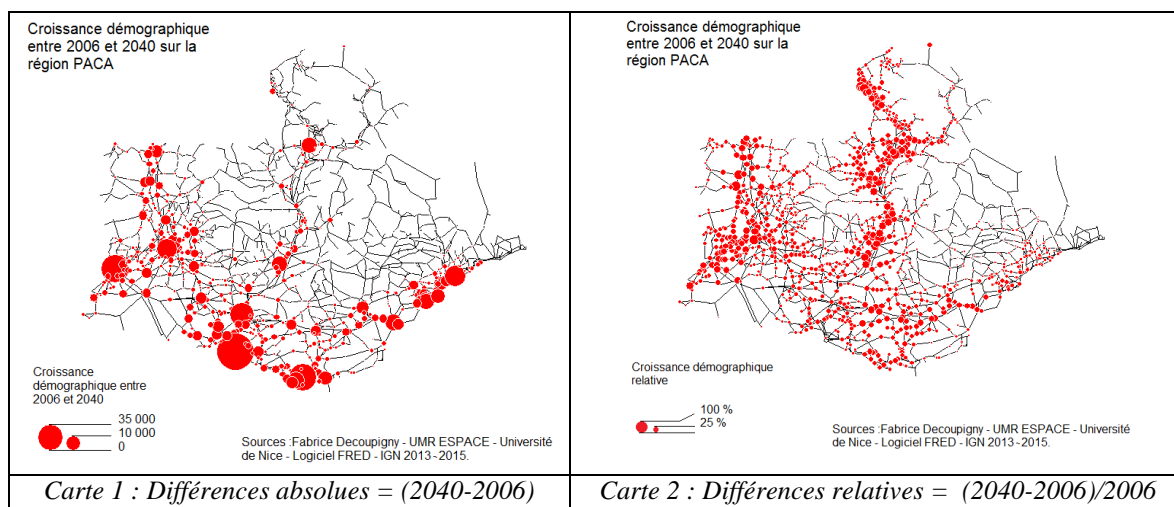 Croissance démographique
entre 2006 et 2040 sur la
région PACA
Croissance
démographique entre
2006 et 2040
35 000
10 000
0
Sources :Fabrice Decoupigny - UMR ESPACE - Université
de Nice - Logiciel FRED - IGN 2013~2015.
Carte 1 : Différences absolues = (2040-2006)
Croissance démographique
entre 2006 et 2040 sur la
région PACA
Croissance démographique
relative
100 %
25 %
Sources :Fabrice Decoupigny - UMR ESPACE - Université
de Nice - Logiciel FRED - IGN 2013~2015.
Carte 2 : Différences relatives = (2040-2006)/2006